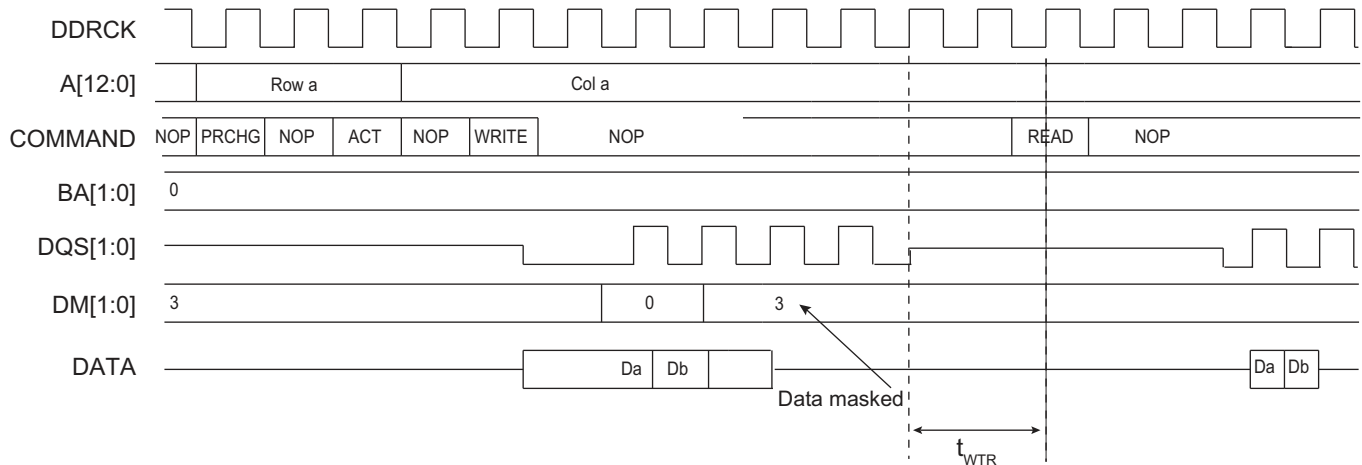 DDRCK
A[12:0] Row a Col a
COMMAND NOP PRCHG NOP ACT NOP WRITE NOP READ NOP
BA[1:0] 0
DQS[1:0]
DM[1:0] 3 0 3
DATA Da Db Da Db
Data masked
tWTR